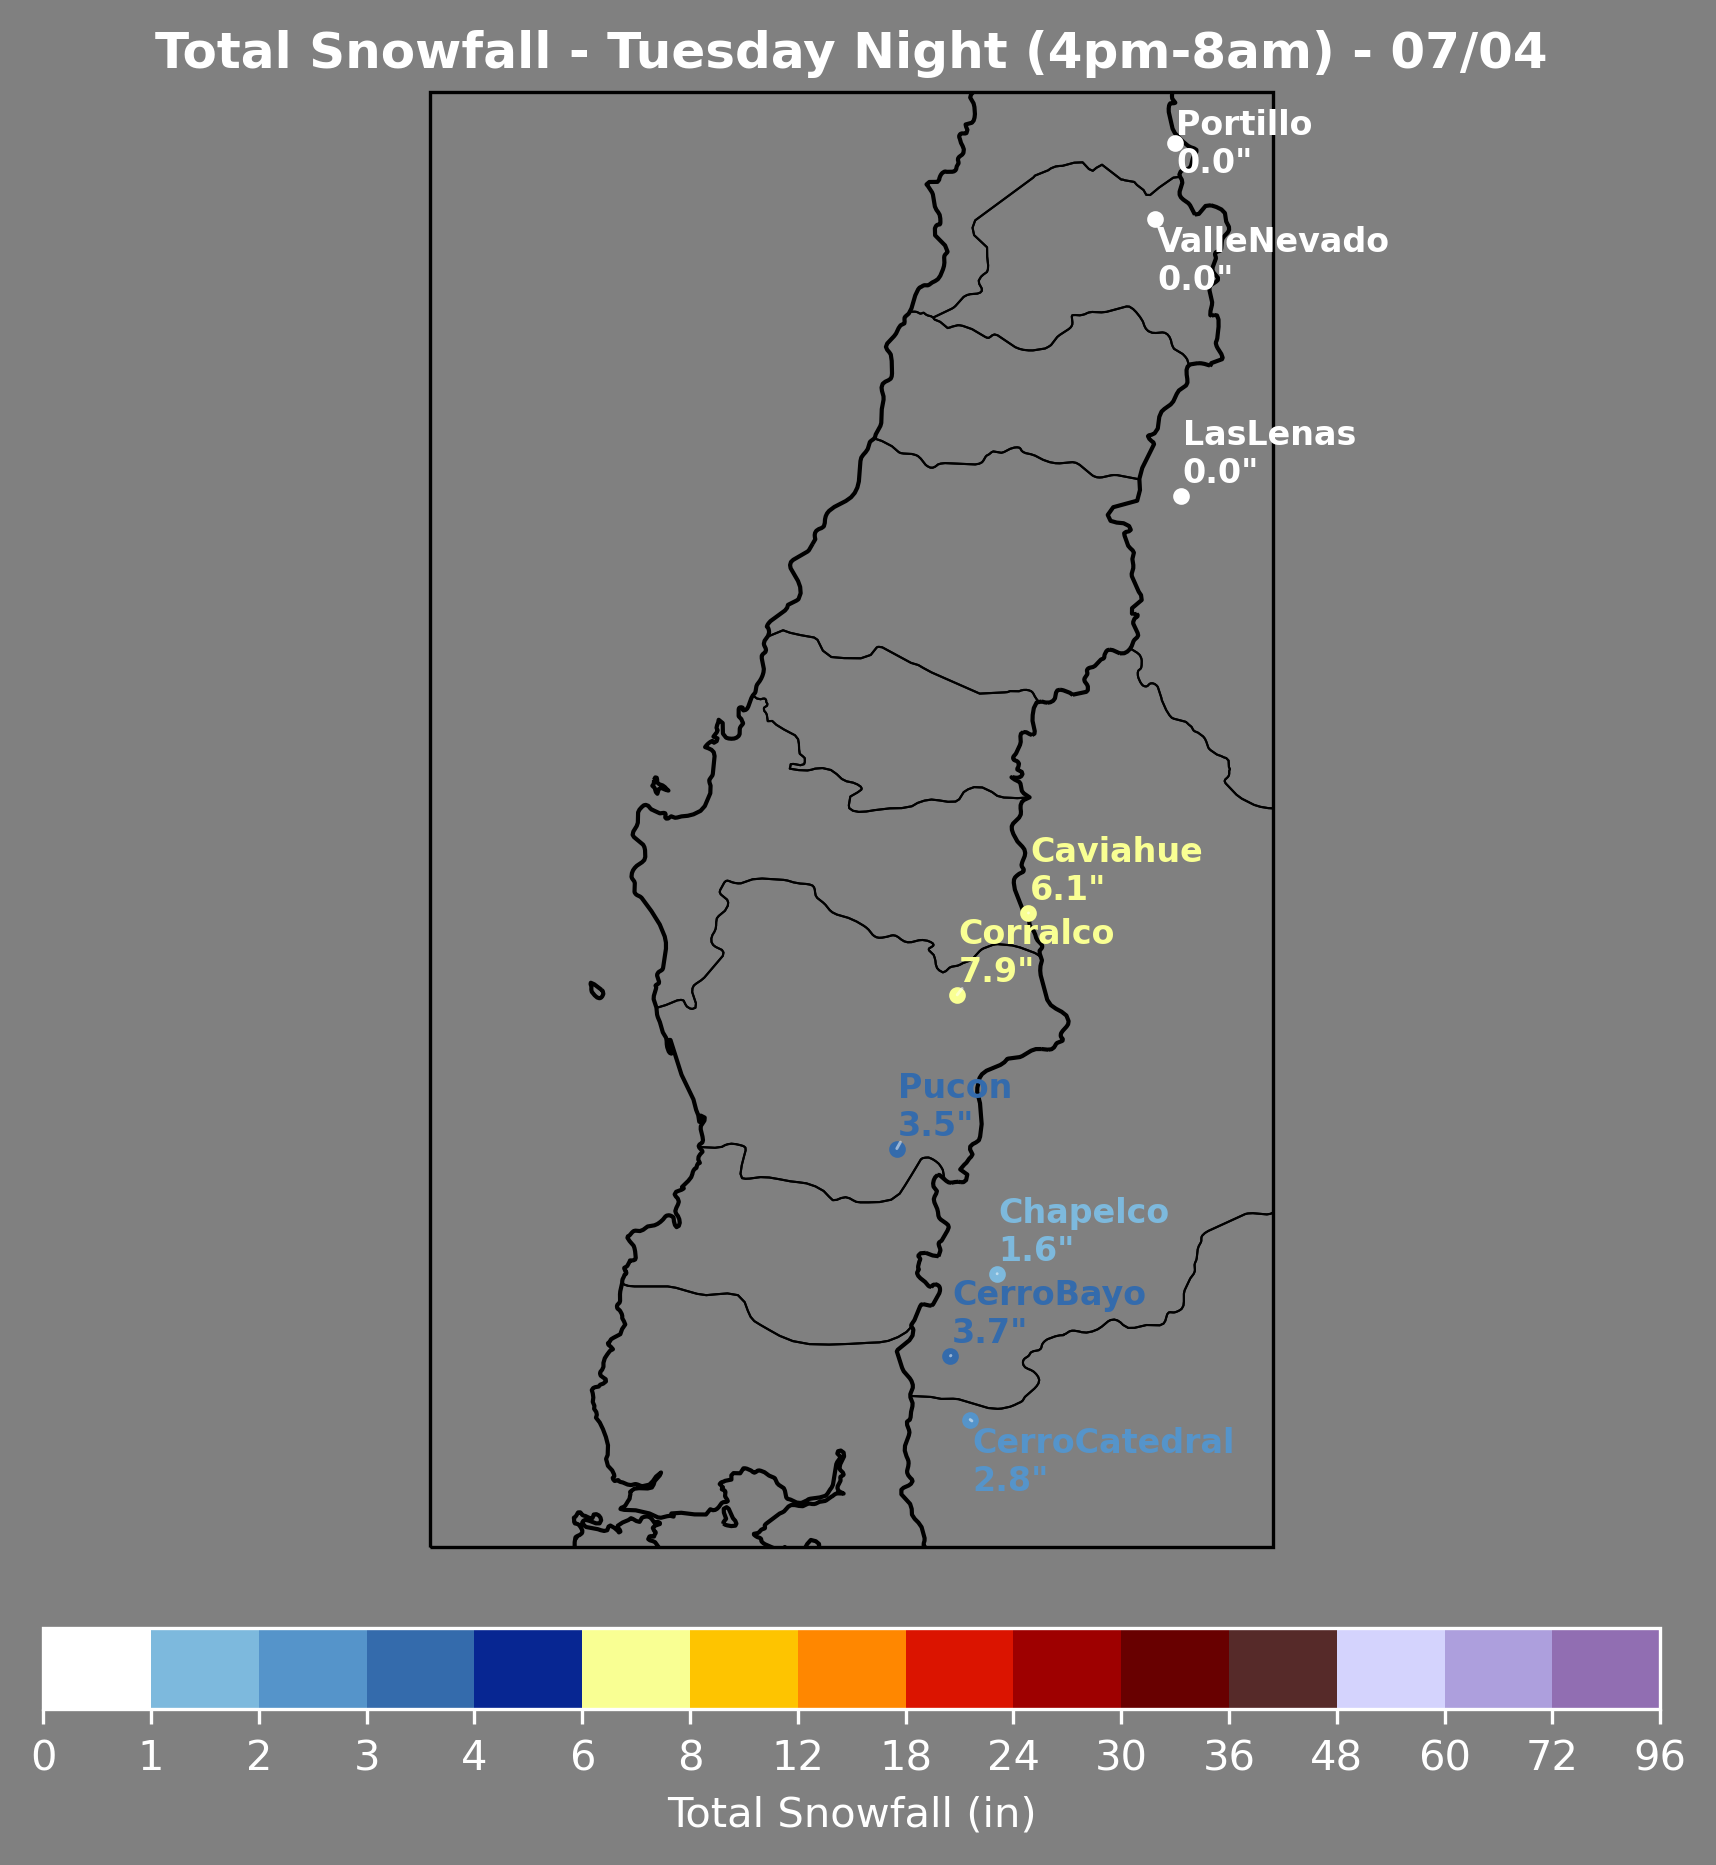 Total Snowfall - Tuesday Night (4pm-8am) - 07/04
Portillo
0.0"
ValleNevado
0.0"
LasLenas
0.0"
Caviahue
6.1"
Corralco
7.9"
Pucon
3.5"
Chapelco
1.6"
CerroBayo
3.7"
CerroCatedral
2.8"
0 1 2 3 4 6 8 12 18 24 30 36 48 60 72 96
Total Snowfall (in)